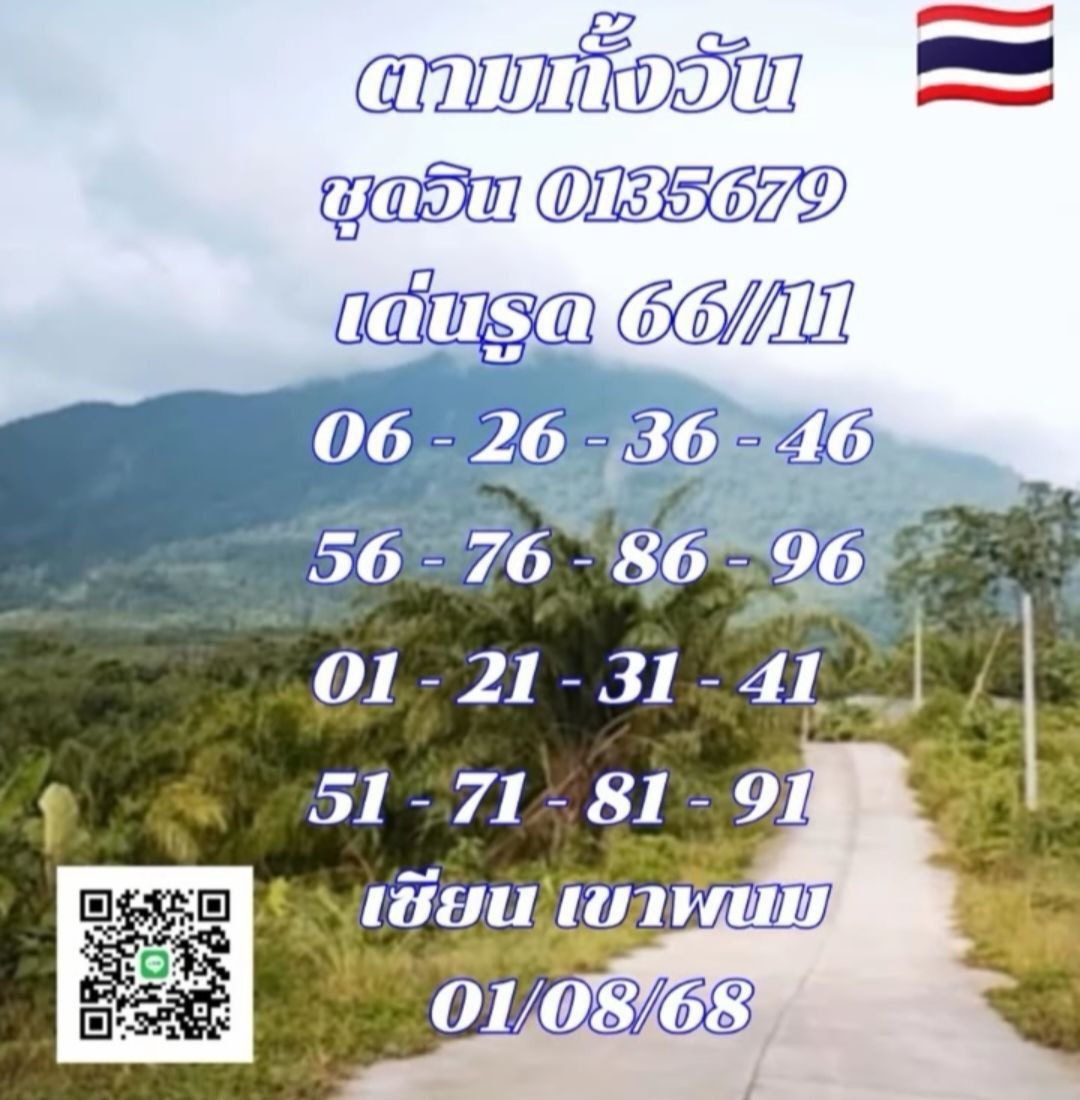 ตามทั้งวัน
ชุดวิน 0135679
เด่นรูด 66//11
06 - 26 - 36 - 46
56 - 76 - 86 - 96
01 - 21 - 31 - 41
51 - 71 - 81 - 91
เซียน เขาพนม
01/08/68